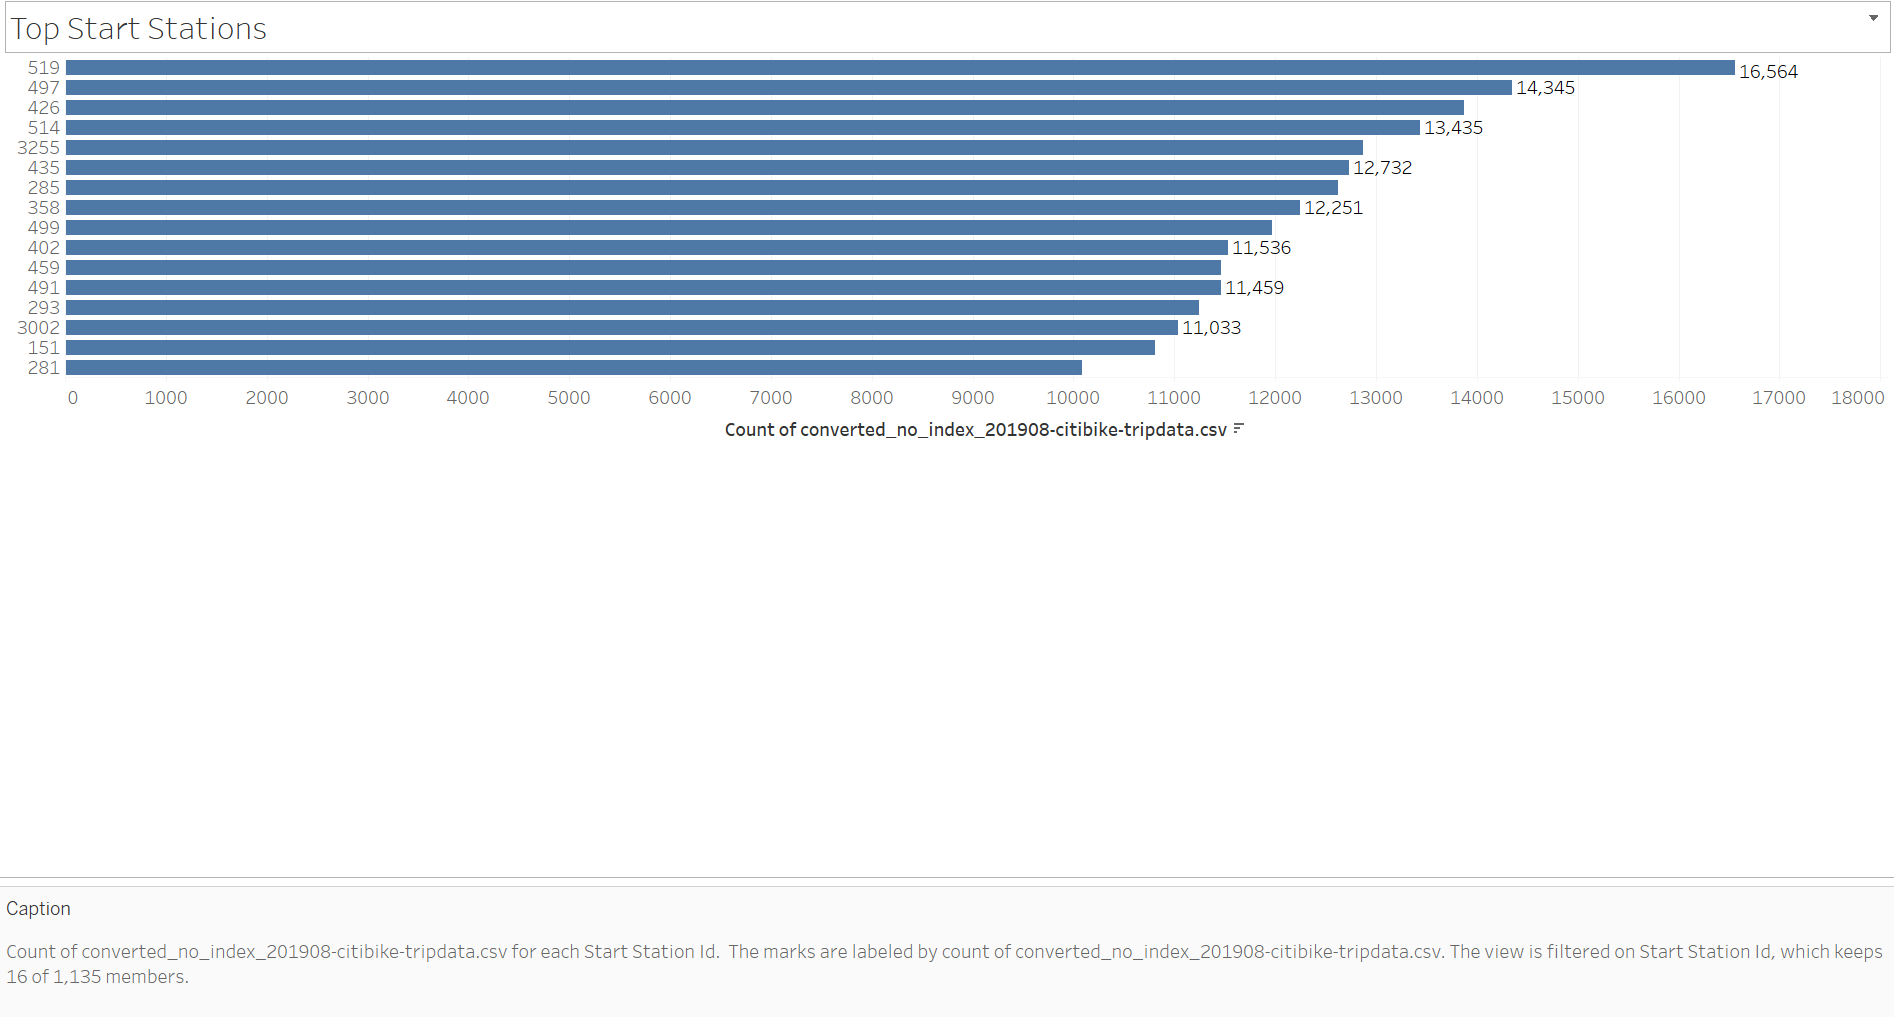 Top Start Stations
519 16,564
497 14,345
426
514 13,435
3255
435 12,732
285
358 12,251
499
402 11,536
459
491 11,459
293
3002 11,033
151
281
0 1000 2000 3000 4000 5000 6000 7000 8000 9000 10000 11000 12000 13000 14000 15000 16000 17000 18000
Count of converted_no_index_201908-citibike-tripdata.csv
Caption
Count of converted_no_index_201908-citibike-tripdata.csv for each Start Station Id.  The marks are labeled by count of converted_no_index_201908-citibike-tripdata.csv. The view is filtered on Start Station Id, which keeps
16 of 1,135 members.